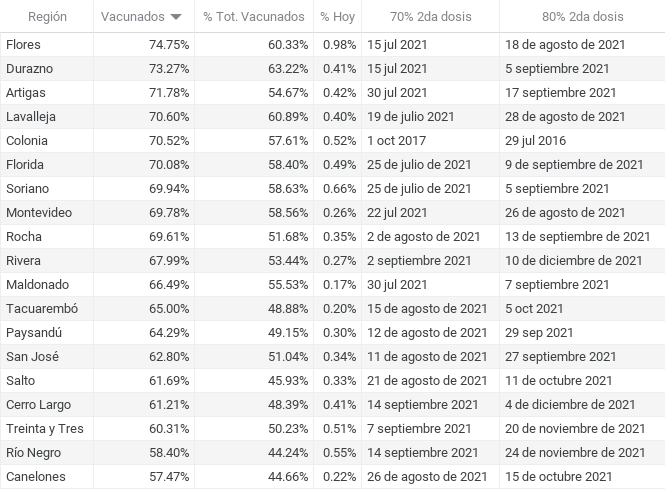 Región Vacunados % Tot. Vacunados % Hoy 70% 2da dosis 80% 2da dosis
Flores 74.75% 60.33% 0.98% 15 jul 2021 18 de agosto de 2021
Durazno 73.27% 63.22% 0.41% 15 jul 2021 5 septiembre 2021
Artigas 71.78% 54.67% 0.42% 30 jul 2021 17 septiembre 2021
Lavalleja 70.60% 60.89% 0.40% 19 de julio 2021 28 de agosto de 2021
Colonia 70.52% 57.61% 0.52% 1 oct 2017 29 jul 2016
Florida 70.08% 58.40% 0.49% 25 de julio de 2021 9 de septiembre de 2021
Soriano 69.94% 58.63% 0.66% 25 de julio de 2021 5 septiembre 2021
Montevideo 69.78% 58.56% 0.26% 22 jul 2021 26 de agosto de 2021
Rocha 69.61% 51.68% 0.35% 2 de agosto de 2021 13 de septiembre de 2021
Rivera 67.99% 53.44% 0.27% 2 septiembre 2021 10 de diciembre de 2021
Maldonado 66.49% 55.53% 0.17% 30 jul 2021 7 septiembre 2021
Tacuarembó 65.00% 48.88% 0.20% 15 de agosto de 2021 5 oct 2021
Paysandú 64.29% 49.15% 0.30% 12 de agosto de 2021 29 sep 2021
San José 62.80% 51.04% 0.34% 11 de agosto de 2021 27 septiembre 2021
Salto 61.69% 45.93% 0.33% 21 de agosto de 2021 11 de octubre 2021
Cerro Largo 61.21% 48.39% 0.41% 14 septiembre 2021 4 de diciembre de 2021
Treinta y Tres 60.31% 50.23% 0.51% 7 septiembre 2021 20 de noviembre de 2021
Río Negro 58.40% 44.24% 0.55% 14 septiembre 2021 24 de noviembre de 2021
Canelones 57.47% 44.66% 0.22% 26 de agosto de 2021 15 de octubre 2021